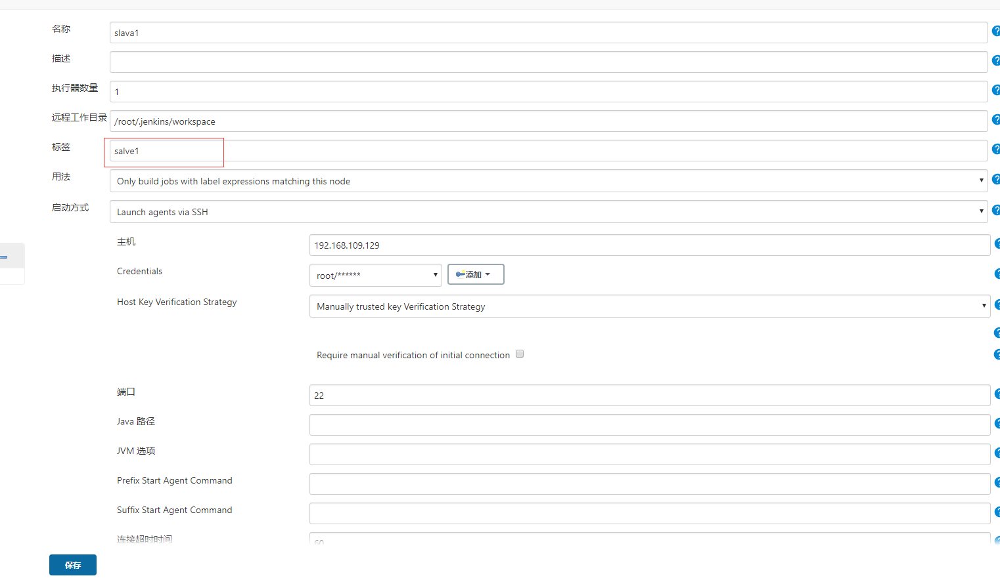 名称
slava1
描述
执行器数量
1
远程工作目录
/root/.jenkins/workspace
标签
salve1
用法
Only build jobs with label expressions matching this node
启动方式
Launch agents via SSH
主机
192.168.109.129
Credentials
root/******
添加
Host Key Verification Strategy
Manually trusted key Verification Strategy
Require manual verification of initial connection
端口
22
Java 路径
JVM 选项
Prefix Start Agent Command
Suffix Start Agent Command
连接超时时间
60
保存